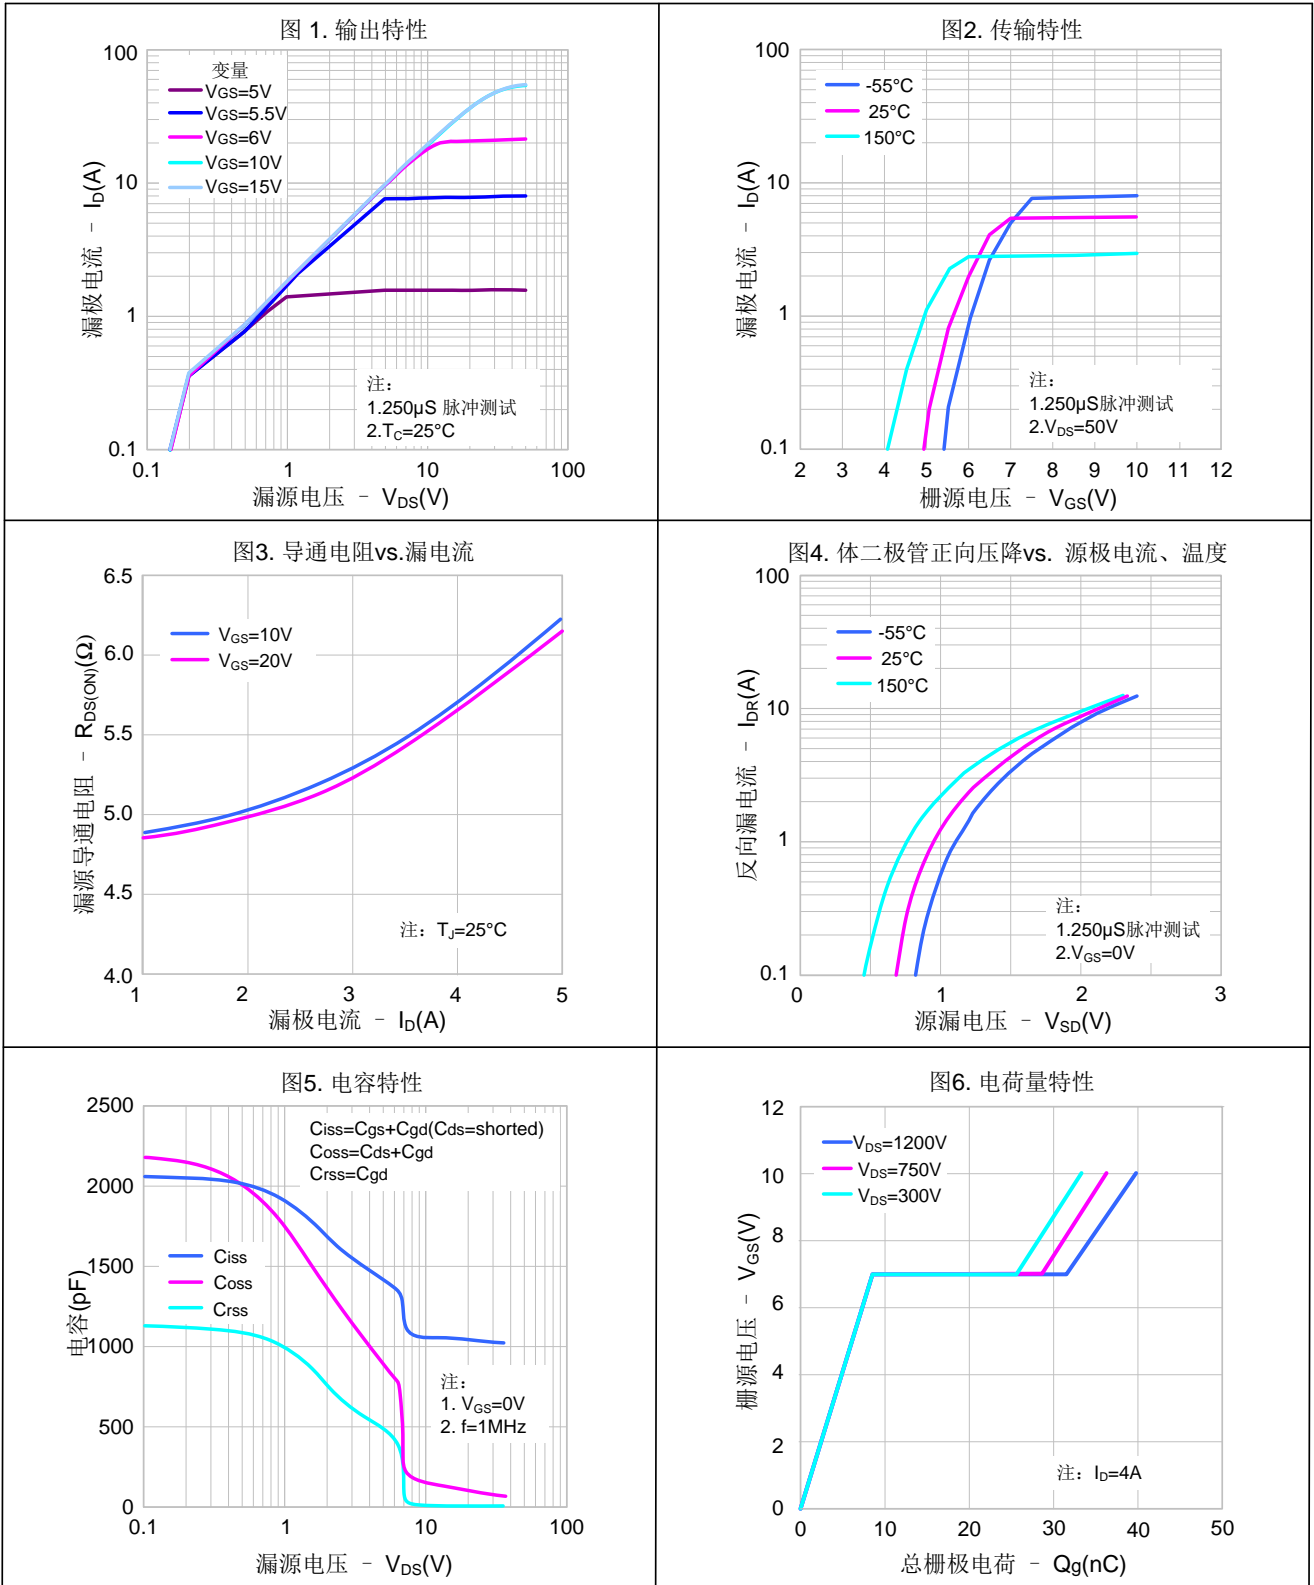 图 1. 输出特性
100
10
1
0.1
漏极电流 - ID(A)
变量
VGS=5V
VGS=5.5V
VGS=6V
VGS=10V
VGS=15V
注:
1.250µS 脉冲测试
2.TC=25°C
0.1 1 10 100
漏源电压 - VDS(V)
图2. 传输特性
100
10
1
0.1
漏极电流 - ID(A)
-55°C
25°C
150°C
注:
1.250µS脉冲测试
2.VDS=50V
2 3 4 5 6 7 8 9 10 11 12
栅源电压 - VGS(V)
图3. 导通电阻vs.漏电流
6.5
6.0
5.5
5.0
4.5
4.0
漏源导通电阻 - RDS(ON)(Ω)
VGS=10V
VGS=20V
注: TJ=25°C
1 2 3 4 5
漏极电流 - ID(A)
图4. 体二极管正向压降vs. 源极电流、温度
100
10
1
0.1
反向漏电流 - IDR(A)
-55°C
25°C
150°C
注:
1.250µS脉冲测试
2.VGS=0V
0 1 2 3
源漏电压 - VSD(V)
图5. 电容特性
2500
2000
1500
1000
500
0
电容(pF)
Ciss=Cgs+Cgd(Cds=shorted)
Coss=Cds+Cgd
Crss=Cgd
Ciss
Coss
Crss
注:
1. VGS=0V
2. f=1MHz
0.1 1 10 100
漏源电压 - VDS(V)
图6. 电荷量特性
12
10
8
6
4
2
0
栅源电压 - VGS(V)
VDS=1200V
VDS=750V
VDS=300V
注: ID=4A
0 10 20 30 40 50
总栅极电荷 - Qg(nC)